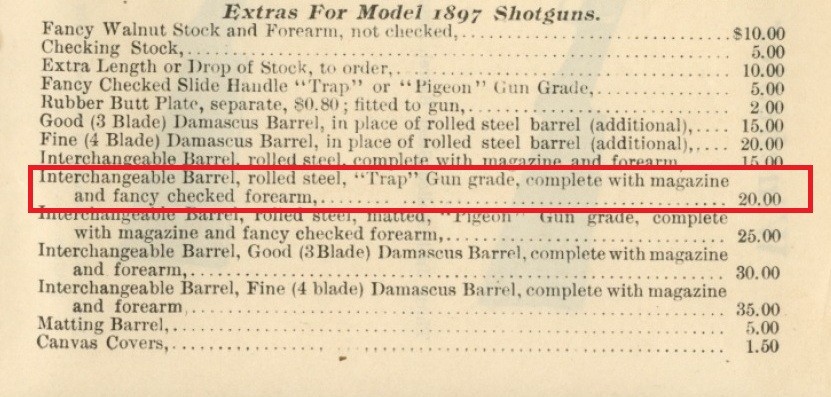 Extras For Model 1897 Shotguns.
Fancy Walnut Stock and Forearm, not checked, $10.00
Checking Stock, 5.00
Extra Length or Drop of Stock, to order, 10.00
Fancy Checked Slide Handle "Trap" or "Pigeon" Gun Grade, 5.00
Rubber Butt Plate, separate, $0.80; fitted to gun, 2 00
Good (3 Blade) Damascus Barrel, in place of rolled steel barrel (additional), 15.00
Fine (4 Blade) Damascus Barrel, in place of rolled steel barrel (additional), 20.00
Interchangeable Barrel, rolled steel, complete with magazine and forearm 15 00
Interchangeable Barrel, rolled steel, "Trap" Gun grade, complete with magazine
and fancy checked forearm, 20.00
Interchangeable Barrel, rolled steel, matted, "Pigeon" Gun grade, complete
with magazine and fancy checked forearm, 25.00
Interchangeable Barrel, Good (3 Blade) Damascus Barrel, complete with magazine
and forearm, 30.00
Interchangeable Barrel, Fine (4 blade) Damascus Barrel, complete with magazine
and forearm 35.00
Matting Barrel, 5.00
Canvas Covers, 1.50